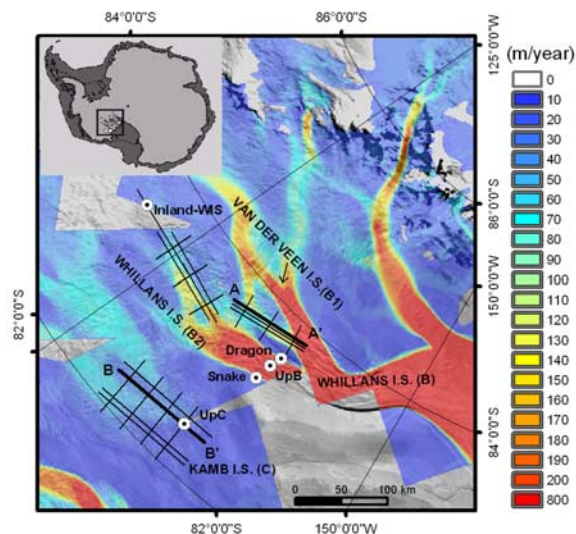 84°0'0"S
86°0'0"S
125°0'0"W
(m/year)
0
10
20
30
40
50
60
70
80
90
100
110
120
130
140
150
160
170
180
190
200
800
Inland-WIS
86°0'0"S
VAN DER VEEN I.S.(B1)
WHILLANS I.S.(B2)
150°0'0"W
A
A'
82°0'0"S
Dragon
UpB
Snake
WHILLANS I.S. (B)
B
UpC
B'
KAMB I.S. (C)
84°0'0"S
0 50 100 km
82°0'0"S
150°0'0"W